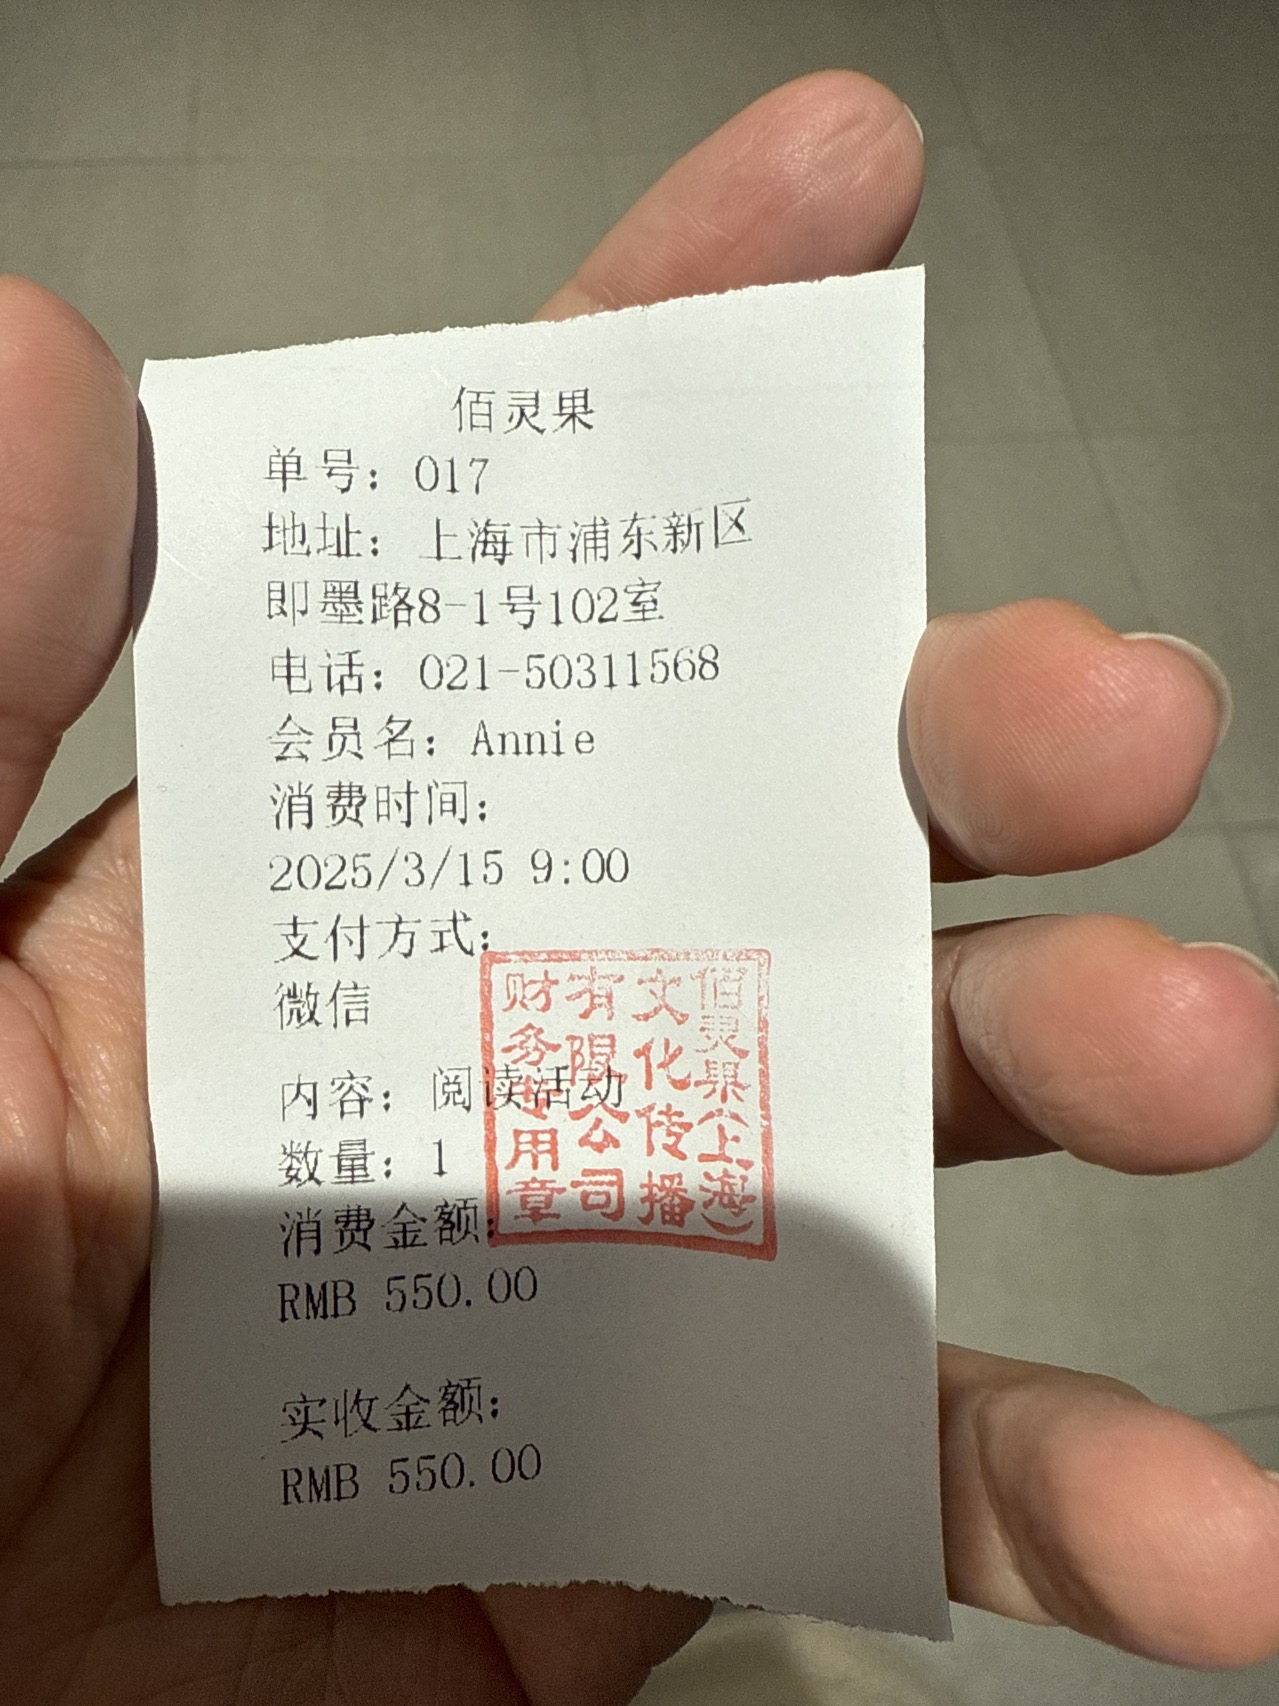 佰灵果
单号：017
地址：上海市浦东新区
即墨路8-1号102室
电话：021-50311568
会员名：Annie
消费时间：
2025/3/15 9:00
支付方式：
微信
内容：阅读活动
数量：1
消费金额：
RMB 550.00
实收金额：
RMB 550.00
佰灵果（上海）
文化传播
有限公司
财务专用章